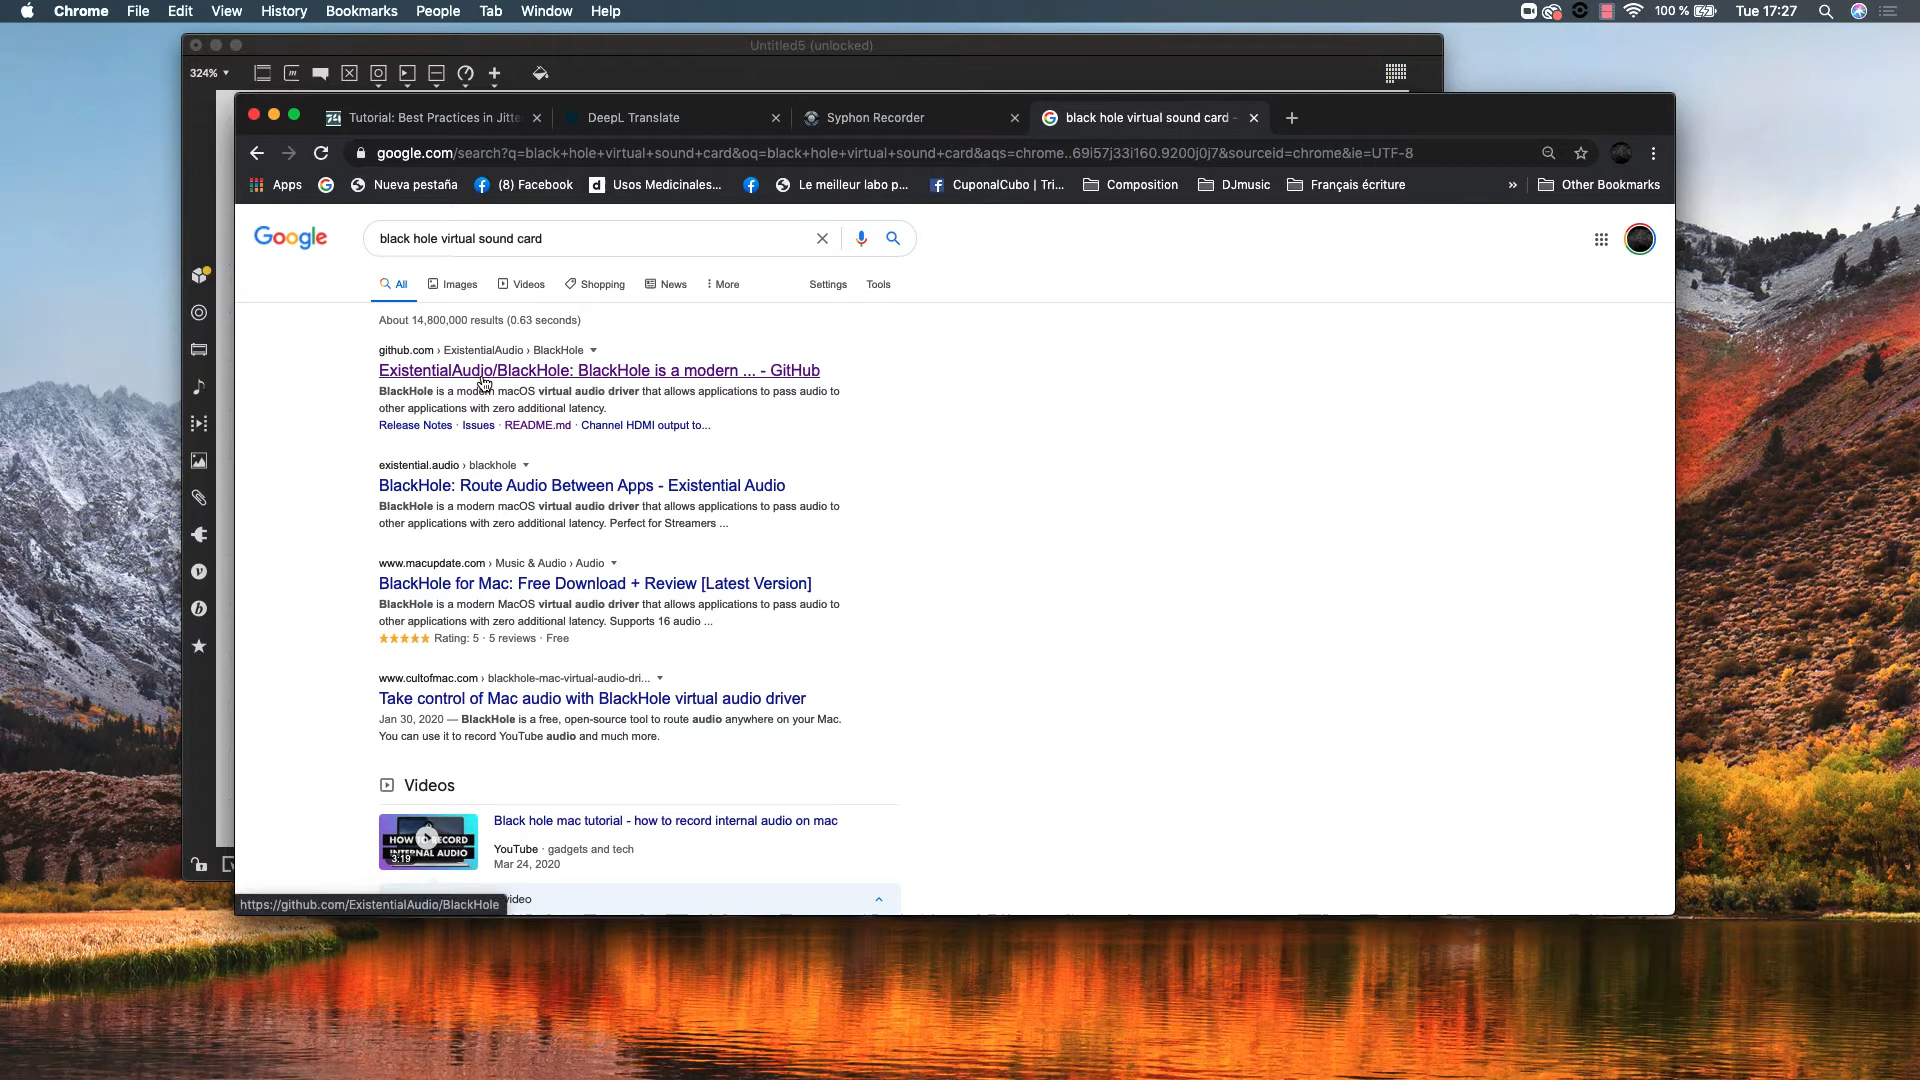 Chrome File Edit View History Bookmarks People Tab Window Help
100 % Tue 17:27
Untitled5 (unlocked)
324%
Tutorial: Best Practices in Jitte
DeepL Translate
Syphon Recorder
black hole virtual sound card -
google.com/search?q=black+hole+virtual+sound+card&oq=black+hole+virtual+sound+card&aqs=chrome..69i57j33i160.9200j0j7&sourceid=chrome&ie=UTF-8
Apps Nueva pestaña (8) Facebook Usos Medicinales... Le meilleur labo p... CuponalCubo | Tri... Composition DJmusic Français écriture » Other Bookmarks
Google
black hole virtual sound card
All Images Videos Shopping News More Settings Tools
About 14,800,000 results (0.63 seconds)
github.com › ExistentialAudio › BlackHole
ExistentialAudio/BlackHole: BlackHole is a modern ... - GitHub
BlackHole is a modern macOS virtual audio driver that allows applications to pass audio to
other applications with zero additional latency.
Release Notes · Issues · README.md · Channel HDMI output to...
existential.audio › blackhole
BlackHole: Route Audio Between Apps - Existential Audio
BlackHole is a modern macOS virtual audio driver that allows applications to pass audio to
other applications with zero additional latency. Perfect for Streamers ...
www.macupdate.com › Music & Audio › Audio
BlackHole for Mac: Free Download + Review [Latest Version]
BlackHole is a modern MacOS virtual audio driver that allows applications to pass audio to
other applications with zero additional latency. Supports 16 audio ...
Rating: 5 · 5 reviews · Free
www.cultofmac.com › blackhole-mac-virtual-audio-dri...
Take control of Mac audio with BlackHole virtual audio driver
Jan 30, 2020 — BlackHole is a free, open-source tool to route audio anywhere on your Mac.
You can use it to record YouTube audio and much more.
Videos
HOW TO RECORD
INTERNAL AUDIO
3:19
Black hole mac tutorial - how to record internal audio on mac
YouTube · gadgets and tech
Mar 24, 2020
video
https://github.com/ExistentialAudio/BlackHole